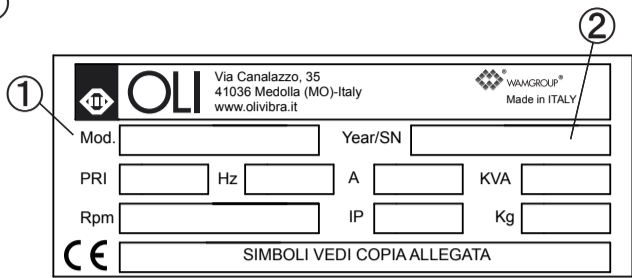 ②
①
OLI
Via Canalazzo, 35
41036 Medolla (MO)-Italy
www.olivibra.it
WAMGROUP®
Made in ITALY
Mod. Year/SN
PRI Hz A KVA
Rpm IP Kg
CE SIMBOLI VEDI COPIA ALLEGATA